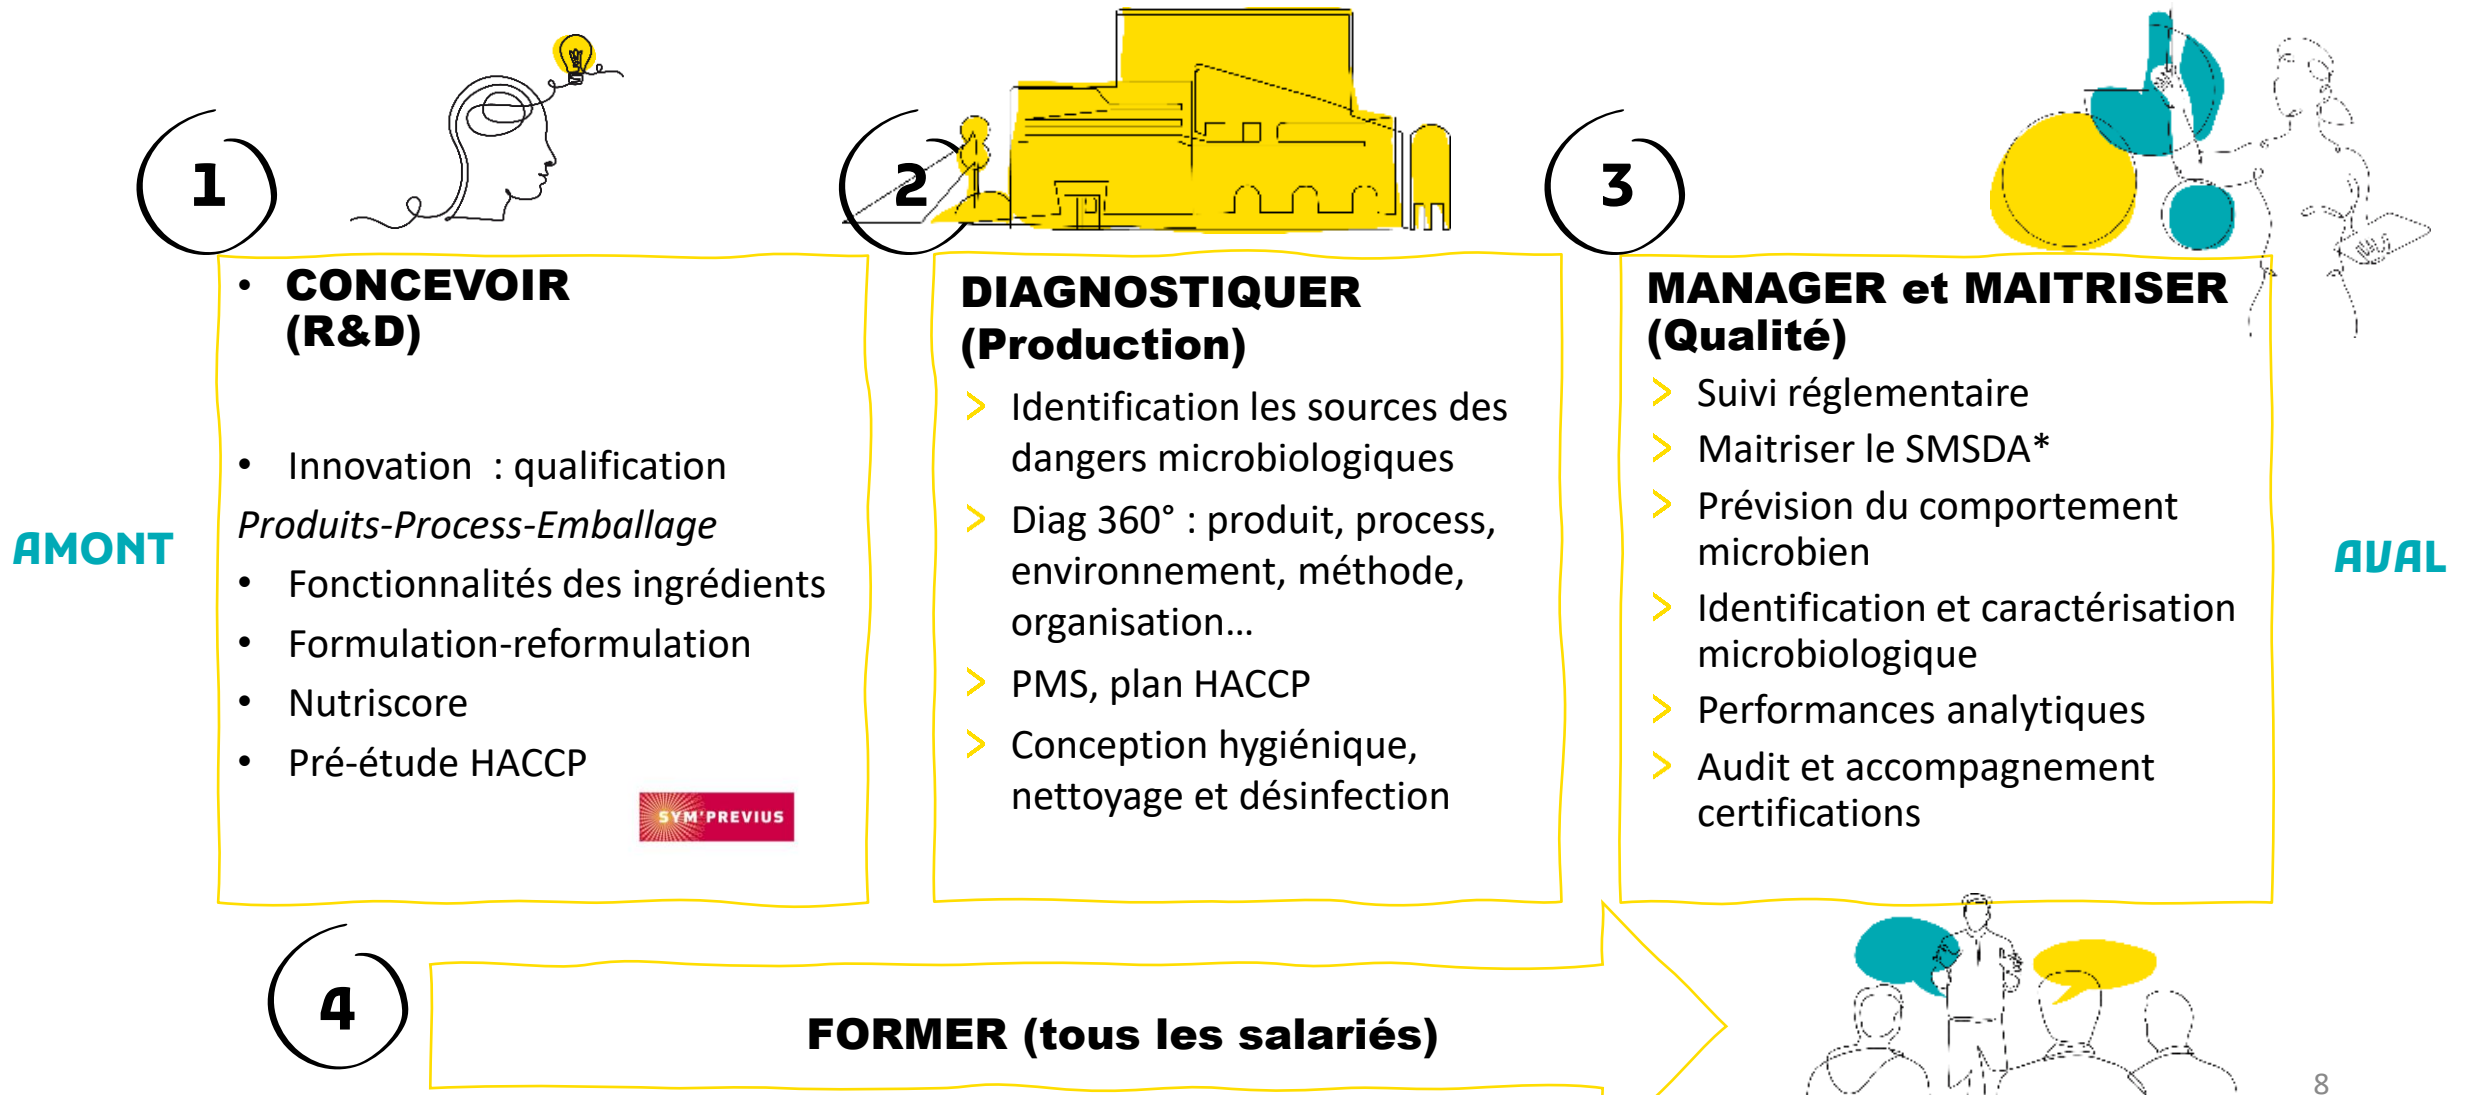 1
• CONCEVOIR
(R&D)
• Innovation : qualification
Produits-Process-Emballage
• Fonctionnalités des ingrédients
• Formulation-reformulation
• Nutriscore
• Pré-étude HACCP
SYM'PREVIUS
2
DIAGNOSTIQUER
(Production)
> Identification les sources des
dangers microbiologiques
> Diag 360° : produit, process,
environnement, méthode,
organisation…
> PMS, plan HACCP
> Conception hygiénique,
nettoyage et désinfection
3
MANAGER et MAITRISER
(Qualité)
> Suivi réglementaire
> Maitriser le SMSDA*
> Prévision du comportement
microbien
> Identification et caractérisation
microbiologique
> Performances analytiques
> Audit et accompagnement
certifications
AMONT
AVAL
4
FORMER (tous les salariés)
8